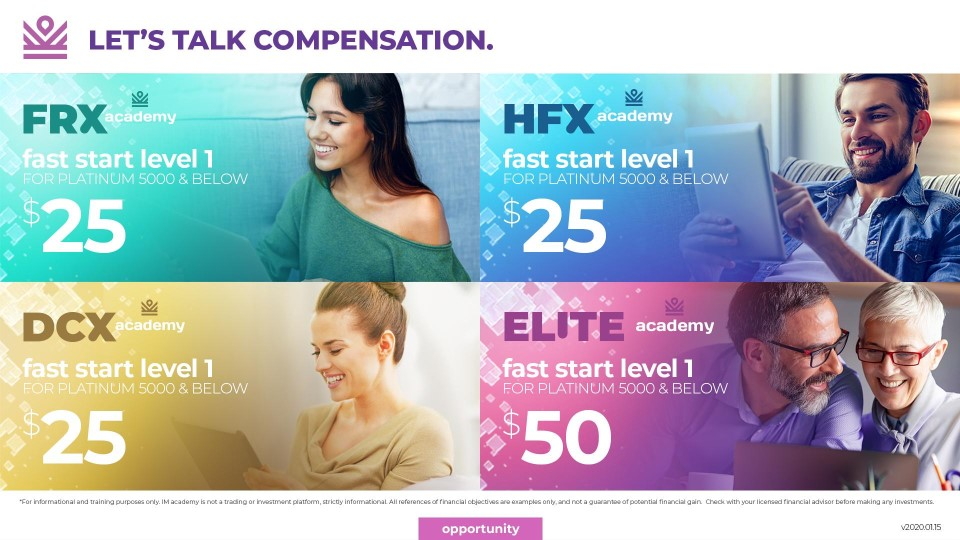 LET'S TALK COMPENSATION.
FRX academy
fast start level 1
FOR PLATINUM 5000 & BELOW
$25
HFX academy
fast start level 1
FOR PLATINUM 5000 & BELOW
$25
DCX academy
fast start level 1
FOR PLATINUM 5000 & BELOW
$25
ELITE academy
fast start level 1
FOR PLATINUM 5000 & BELOW
$50
*For informational and training purposes only. IM academy is not a trading or investment platform, strictly informational. All references of financial objectives are examples only, and not a guarantee of potential financial gain. Check with your licensed financial advisor before making any investments.
opportunity
v2020.01.15